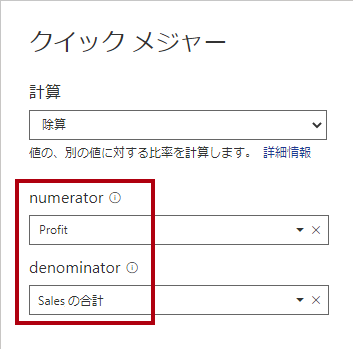 クイック メジャー
計算
除算
値の、別の値に対する比率を計算します。 詳細情報
numerator
Profit
denominator
Sales の合計